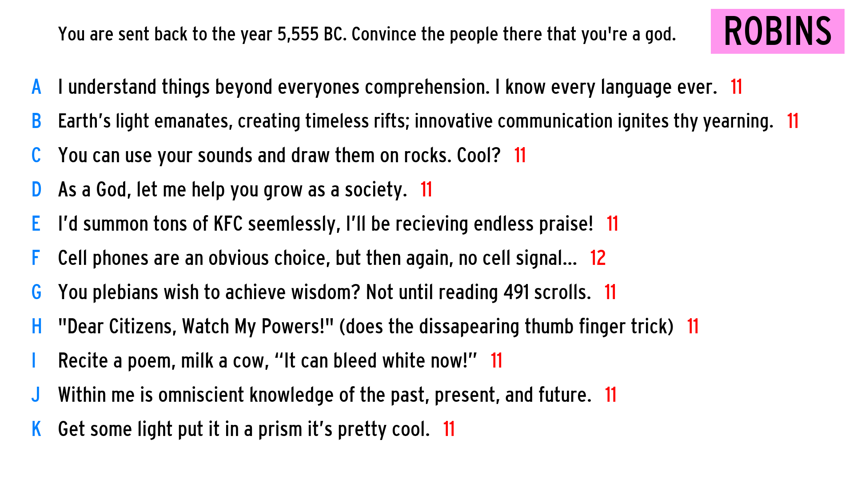 You are sent back to the year 5,555 BC. Convince the people there that you're a god.
ROBINS
A I understand things beyond everyones comprehension. I know every language ever. 11
B Earth's light emanates, creating timeless rifts; innovative communication ignites thy yearning. 11
C You can use your sounds and draw them on rocks. Cool? 11
D As a God, let me help you grow as a society. 11
E I'd summon tons of KFC seemlessly, I'll be recieving endless praise! 11
F Cell phones are an obvious choice, but then again, no cell signal... 12
G You plebians wish to achieve wisdom? Not until reading 491 scrolls. 11
H "Dear Citizens, Watch My Powers!" (does the dissapearing thumb finger trick) 11
I Recite a poem, milk a cow, “It can bleed white now!” 11
J Within me is omniscient knowledge of the past, present, and future. 11
K Get some light put it in a prism it's pretty cool. 11